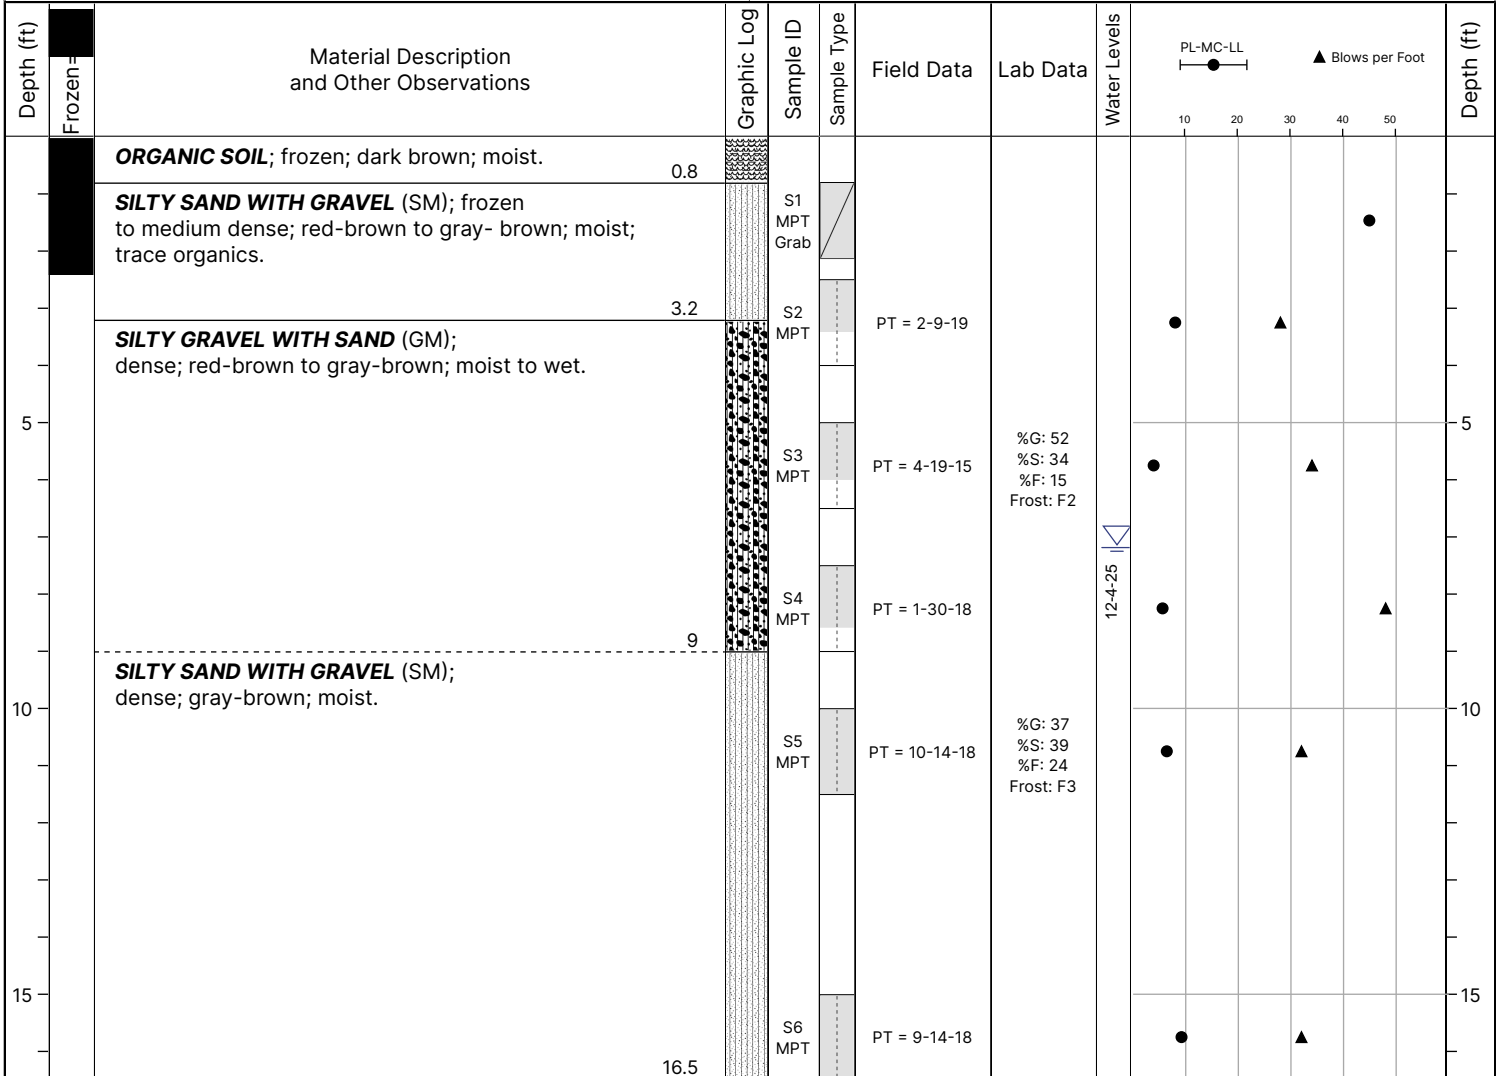 Depth (ft)
Frozen=
Material Description
and Other Observations
Graphic Log
Sample ID
Sample Type
Field Data
Lab Data
Water Levels
PL-MC-LL
Blows per Foot
10 20 30 40 50
Depth (ft)
ORGANIC SOIL; frozen; dark brown; moist.
0.8
SILTY SAND WITH GRAVEL (SM); frozen
to medium dense; red-brown to gray- brown; moist;
trace organics.
S1
MPT
Grab
3.2
S2
MPT
PT = 2-9-19
SILTY GRAVEL WITH SAND (GM);
dense; red-brown to gray-brown; moist to wet.
5
S3
MPT
PT = 4-19-15
%G: 52
%S: 34
%F: 15
Frost: F2
5
12-4-25
S4
MPT
PT = 1-30-18
9
SILTY SAND WITH GRAVEL (SM);
dense; gray-brown; moist.
10
S5
MPT
PT = 10-14-18
%G: 37
%S: 39
%F: 24
Frost: F3
10
15
S6
MPT
PT = 9-14-18
15
16.5